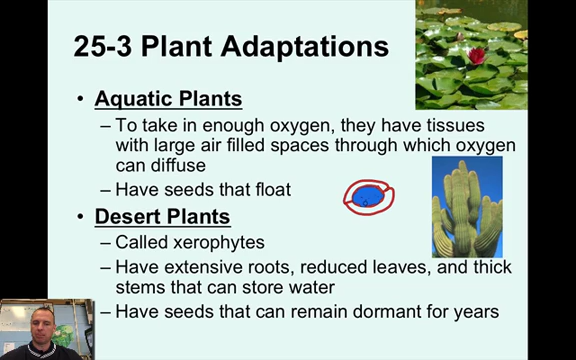 25-3 Plant Adaptations
• Aquatic Plants
– To take in enough oxygen, they have tissues
with large air filled spaces through which oxygen
can diffuse
– Have seeds that float
• Desert Plants
– Called xerophytes
– Have extensive roots, reduced leaves, and thick
stems that can store water
– Have seeds that can remain dormant for years